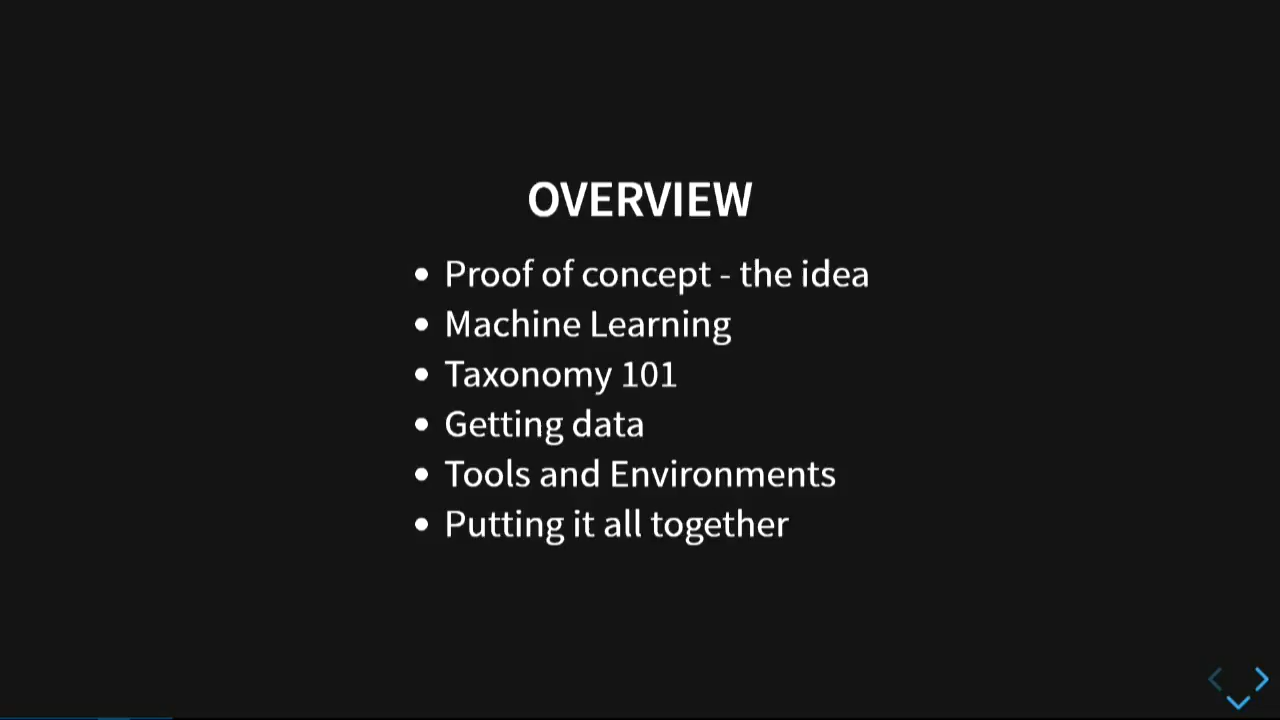 OVERVIEW
• Proof of concept - the idea
• Machine Learning
• Taxonomy 101
• Getting data
• Tools and Environments
• Putting it all together